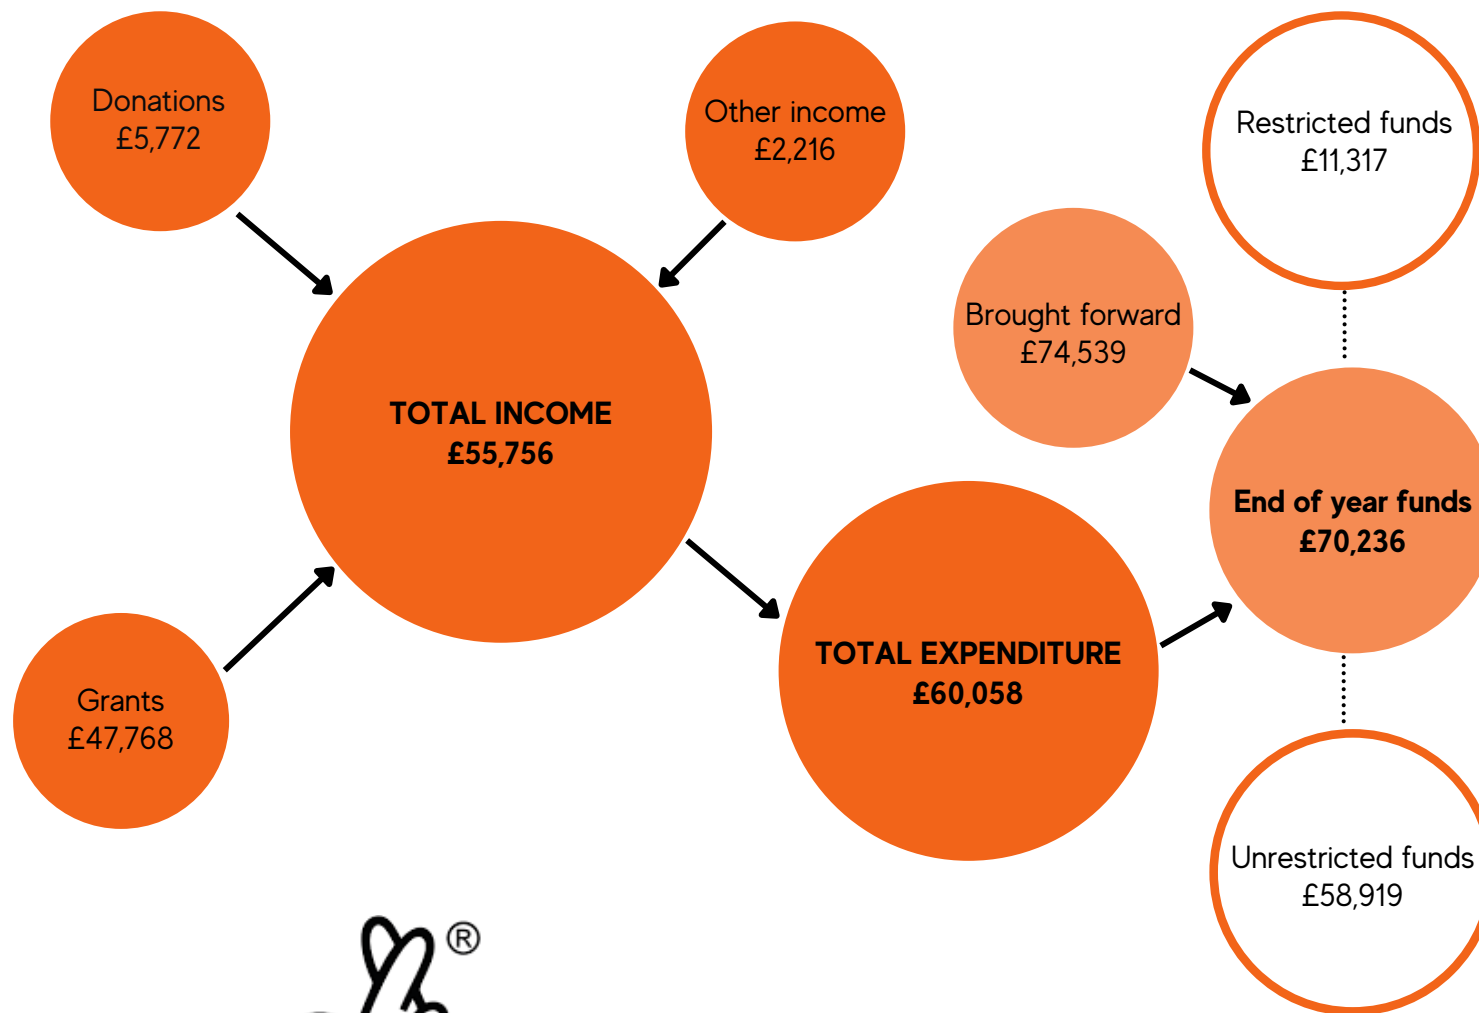 Donations
£5,772
Other income
£2,216
Restricted funds
£11,317
Brought forward
£74,539
TOTAL INCOME
£55,756
End of year funds
£70,236
TOTAL EXPENDITURE
£60,058
Grants
£47,768
Unrestricted funds
£58,919
®